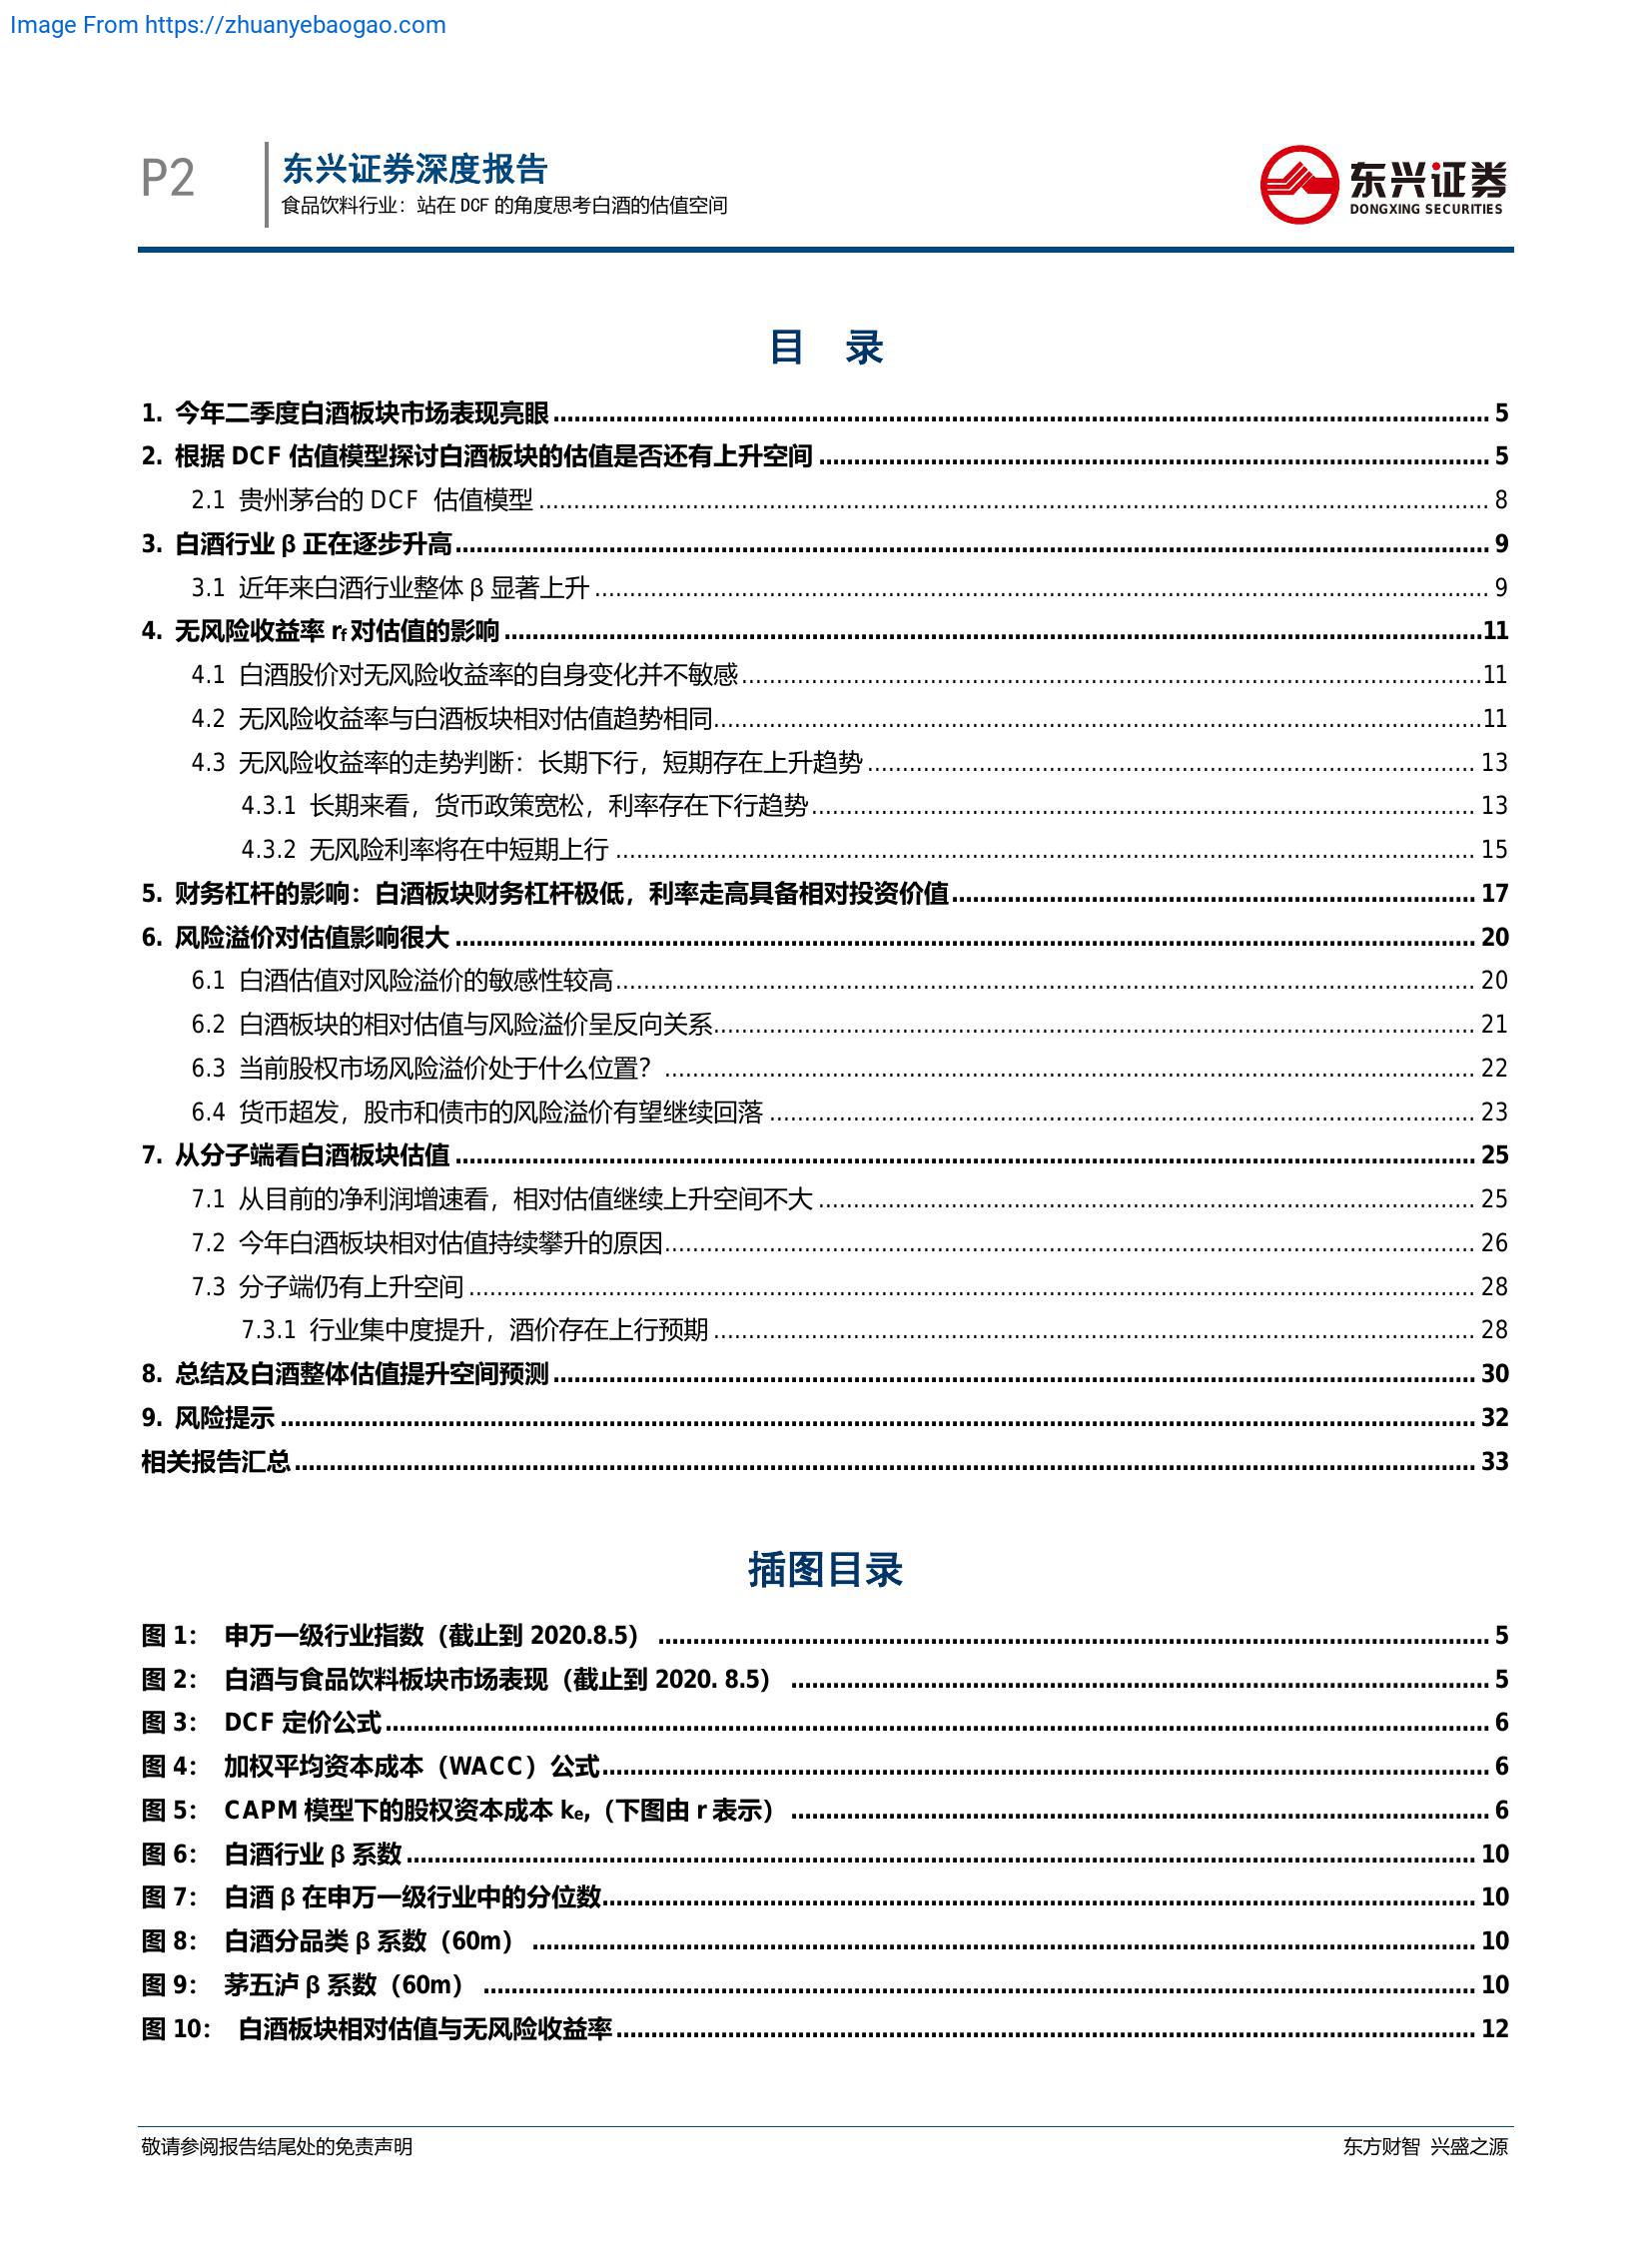 Image From https://zhuanyebaogao.com
P2
东兴证券深度报告
食品饮料行业：站在 DCF 的角度思考白酒的估值空间
东兴证券
DONGXING SECURITIES
目 录
1. 今年二季度白酒板块市场表现亮眼 5
2. 根据 DCF 估值模型探讨白酒板块的估值是否还有上升空间 5
2.1 贵州茅台的 DCF 估值模型 8
3. 白酒行业 β 正在逐步升高 9
3.1 近年来白酒行业整体 β 显著上升 9
4. 无风险收益率 rf 对估值的影响 11
4.1 白酒股价对无风险收益率的自身变化并不敏感 11
4.2 无风险收益率与白酒板块相对估值趋势相同 11
4.3 无风险收益率的走势判断：长期下行，短期存在上升趋势 13
4.3.1 长期来看，货币政策宽松，利率存在下行趋势 13
4.3.2 无风险利率将在中短期上行 15
5. 财务杠杆的影响：白酒板块财务杠杆极低，利率走高具备相对投资价值 17
6. 风险溢价对估值影响很大 20
6.1 白酒估值对风险溢价的敏感性较高 20
6.2 白酒板块的相对估值与风险溢价呈反向关系 21
6.3 当前股权市场风险溢价处于什么位置？ 22
6.4 货币超发，股市和债市的风险溢价有望继续回落 23
7. 从分子端看白酒板块估值 25
7.1 从目前的净利润增速看，相对估值继续上升空间不大 25
7.2 今年白酒板块相对估值持续攀升的原因 26
7.3 分子端仍有上升空间 28
7.3.1 行业集中度提升，酒价存在上行预期 28
8. 总结及白酒整体估值提升空间预测 30
9. 风险提示 32
相关报告汇总 33
插图目录
图 1： 申万一级行业指数（截止到 2020.8.5） 5
图 2： 白酒与食品饮料板块市场表现（截止到 2020. 8.5） 5
图 3： DCF 定价公式 6
图 4： 加权平均资本成本（WACC）公式 6
图 5： CAPM 模型下的股权资本成本 ke,（下图由 r 表示） 6
图 6： 白酒行业 β 系数 10
图 7： 白酒 β 在申万一级行业中的分位数 10
图 8： 白酒分品类 β 系数（60m） 10
图 9： 茅五泸 β 系数（60m） 10
图 10： 白酒板块相对估值与无风险收益率 12
敬请参阅报告结尾处的免责声明
东方财智 兴盛之源